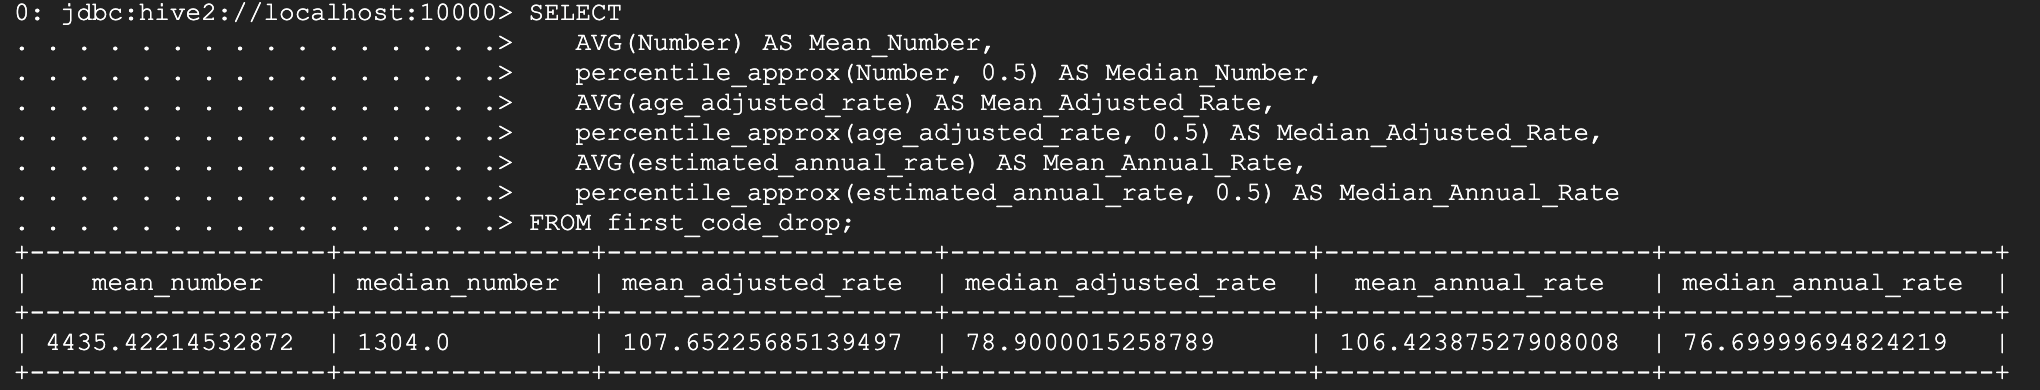 0: jdbc:hive2://localhost:10000> SELECT
. . . . . . . . . . . . . . . .>    AVG(Number) AS Mean_Number,
. . . . . . . . . . . . . . . .>    percentile_approx(Number, 0.5) AS Median_Number,
. . . . . . . . . . . . . . . .>    AVG(age_adjusted_rate) AS Mean_Adjusted_Rate,
. . . . . . . . . . . . . . . .>    percentile_approx(age_adjusted_rate, 0.5) AS Median_Adjusted_Rate,
. . . . . . . . . . . . . . . .>    AVG(estimated_annual_rate) AS Mean_Annual_Rate,
. . . . . . . . . . . . . . . .>    percentile_approx(estimated_annual_rate, 0.5) AS Median_Annual_Rate
. . . . . . . . . . . . . . . .> FROM first_code_drop;
+-------------------+----------------+---------------------+-----------------------+---------------------+---------------------+
|    mean_number    | median_number  | mean_adjusted_rate  | median_adjusted_rate  |  mean_annual_rate   | median_annual_rate  |
+-------------------+----------------+---------------------+-----------------------+---------------------+---------------------+
| 4435.42214532872  | 1304.0         | 107.65225685139497  | 78.9000015258789      | 106.42387527908008  | 76.69999694824219   |
+-------------------+----------------+---------------------+-----------------------+---------------------+---------------------+